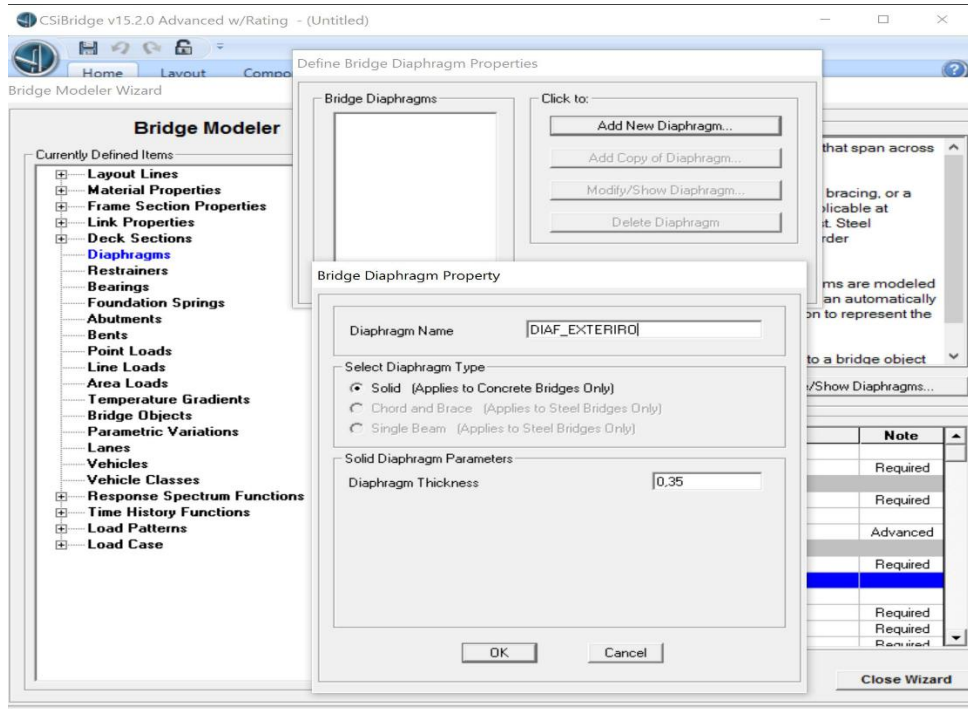 CSiBridge v15.2.0 Advanced w/Rating - (Untitled)
Home Layout Compo
Define Bridge Diaphragm Properties
Bridge Modeler Wizard
Bridge Diaphragms
Click to:
Add New Diaphragm...
Add Copy of Diaphragm...
Modify/Show Diaphragm...
Delete Diaphragm
Bridge Modeler
Currently Defined Items
Layout Lines
Material Properties
Frame Section Properties
Link Properties
Deck Sections
Diaphragms
Restrainers
Bearings
Foundation Springs
Abutments
Bents
Point Loads
Line Loads
Area Loads
Temperature Gradients
Bridge Objects
Parametric Variations
Lanes
Vehicles
Vehicle Classes
Response Spectrum Functions
Time History Functions
Load Patterns
Load Case
Bridge Diaphragm Property
Diaphragm Name DIAF_EXTERIRO
Select Diaphragm Type
Solid (Applies to Concrete Bridges Only)
Chord and Brace (Applies to Steel Bridges Only)
Single Beam (Applies to Steel Bridges Only)
Solid Diaphragm Parameters
Diaphragm Thickness 0,35
OK Cancel
that span across
bracing, or a
plicable at
t. Steel
rder
ms are modeled
an automatically
on to represent the
to a bridge object
/Show Diaphragms...
Note
Required
Required
Advanced
Required
Required
Required
Required
Close Wizard